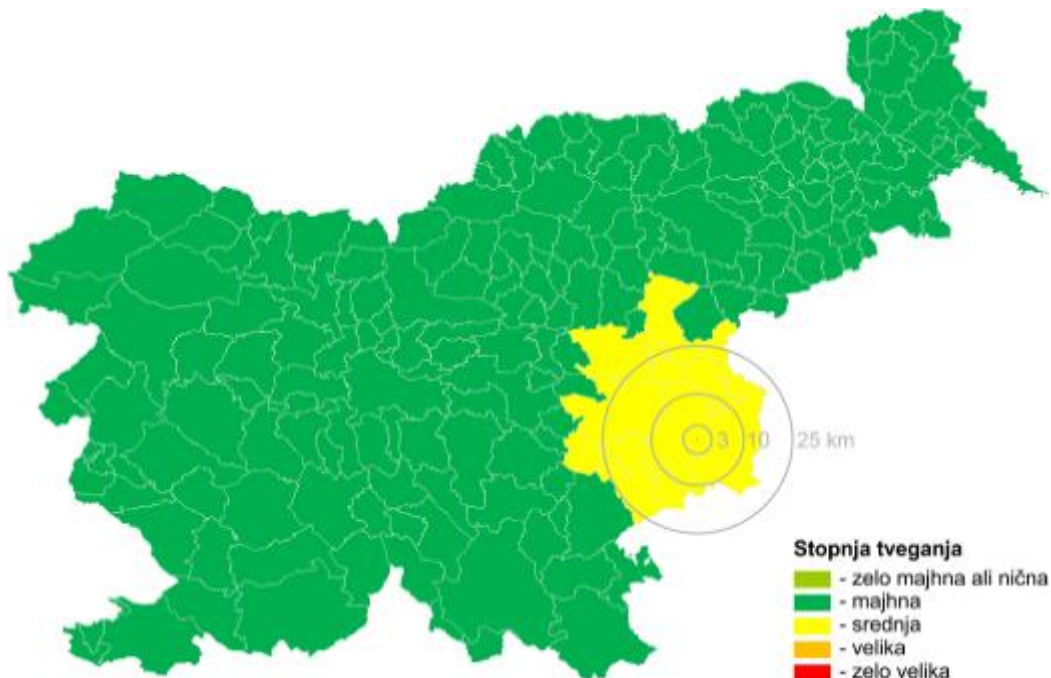 3 10 25 km
Stopnja tveganja
- zelo majhna ali nična
- majhna
- srednja
- velika
- zelo velika